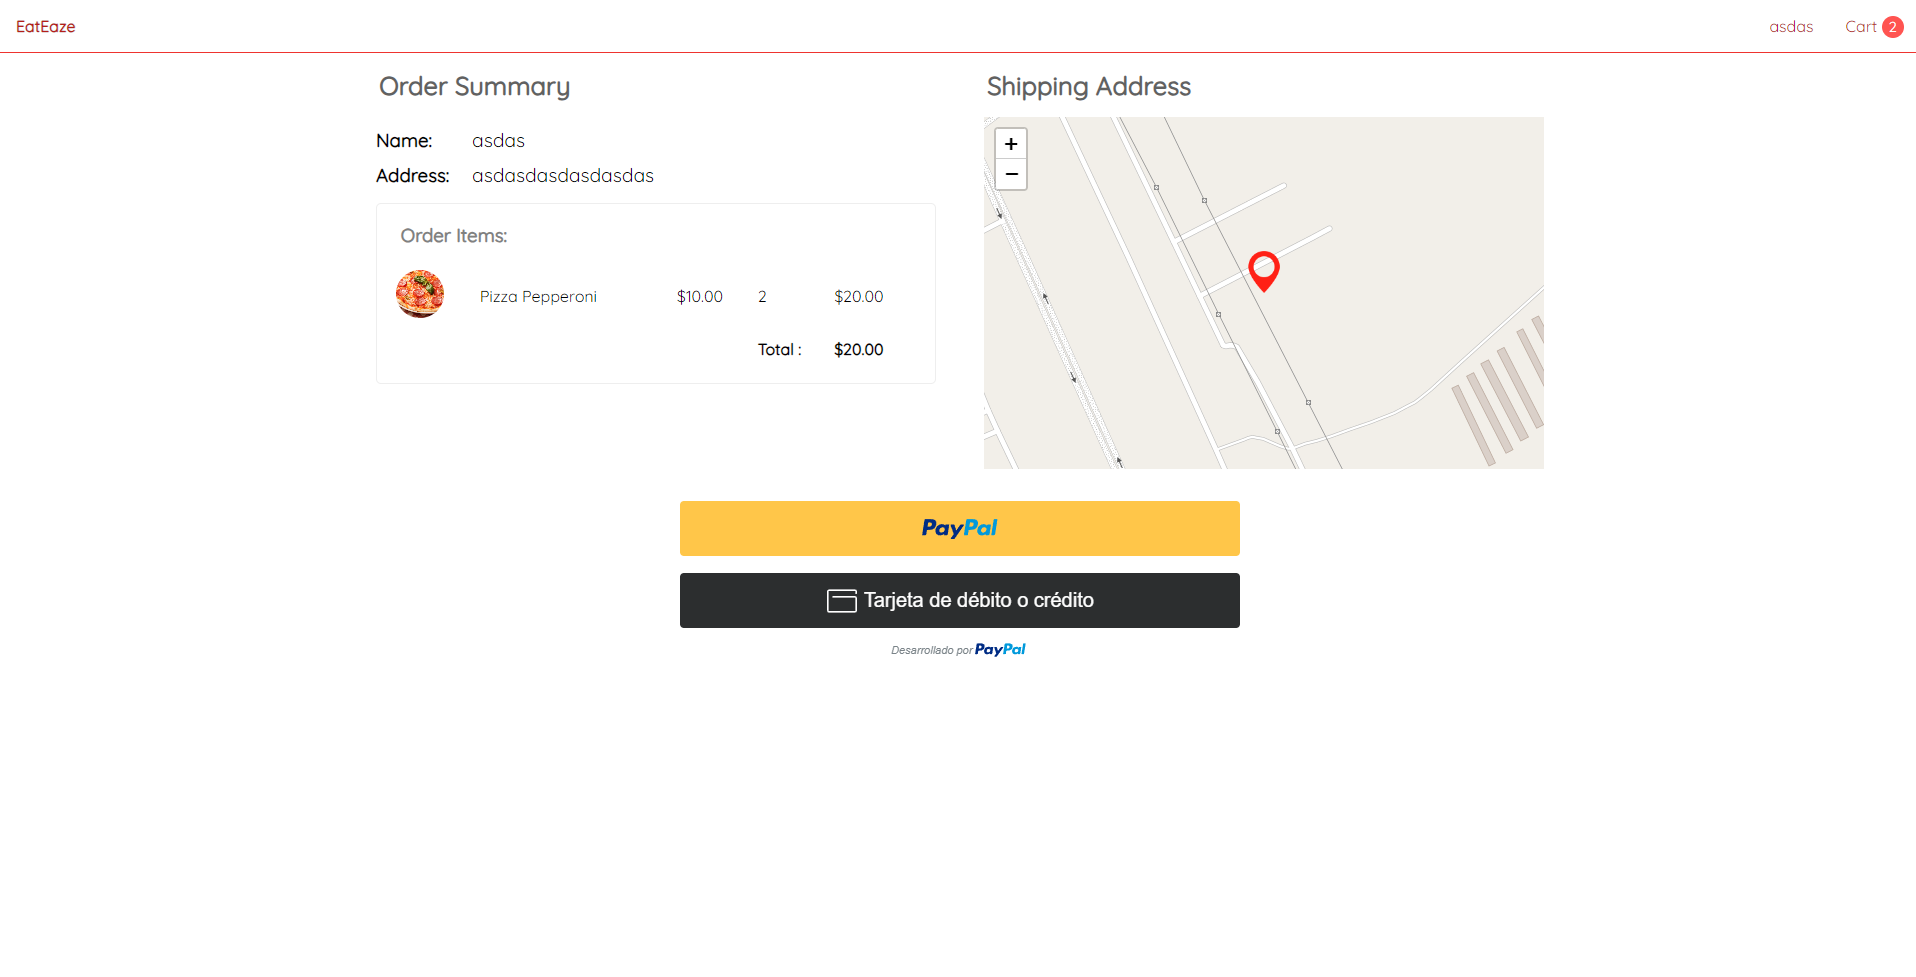 EatEaze
asdas
Cart 2
Order Summary
Name: asdas
Address: asdasdasdasdasdas
Order Items:
Pizza Pepperoni $10.00 2 $20.00
Total : $20.00
Shipping Address
+
−
PayPal
Tarjeta de débito o crédito
Desarrollado por PayPal